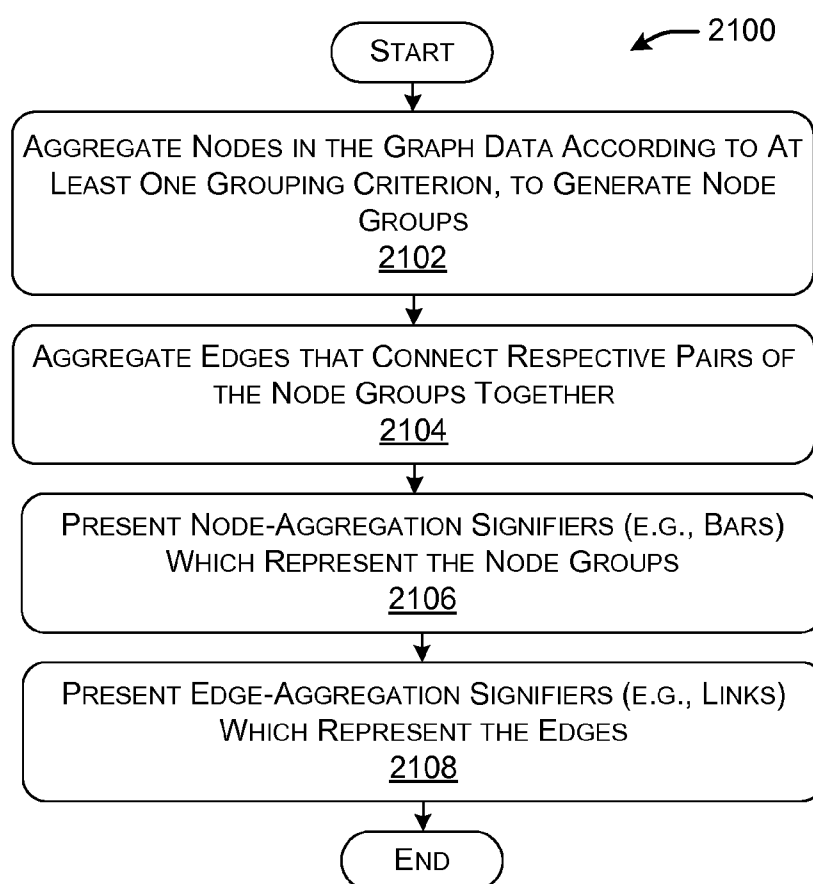 2100
START
AGGREGATE NODES IN THE GRAPH DATA ACCORDING TO AT
LEAST ONE GROUPING CRITERION, TO GENERATE NODE
GROUPS
2102
AGGREGATE EDGES THAT CONNECT RESPECTIVE PAIRS OF
THE NODE GROUPS TOGETHER
2104
PRESENT NODE-AGGREGATION SIGNIFIERS (E.G., BARS)
WHICH REPRESENT THE NODE GROUPS
2106
PRESENT EDGE-AGGREGATION SIGNIFIERS (E.G., LINKS)
WHICH REPRESENT THE EDGES
2108
END